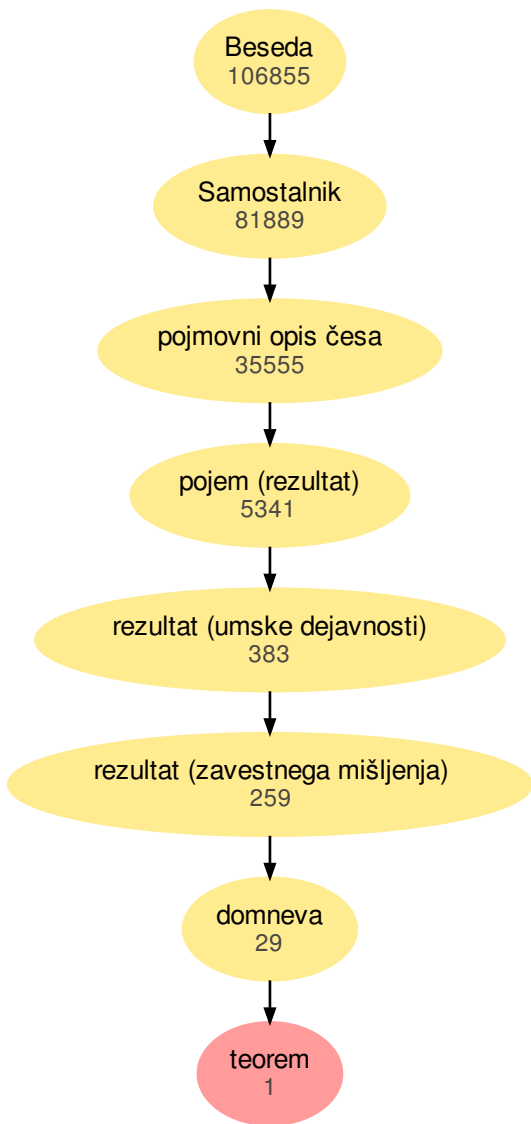 Beseda
106855
Samostalnik
81889
pojmovni opis česa
35555
pojem (rezultat)
5341
rezultat (umske dejavnosti)
383
rezultat (zavestnega mišljenja)
259
domneva
29
teorem
1